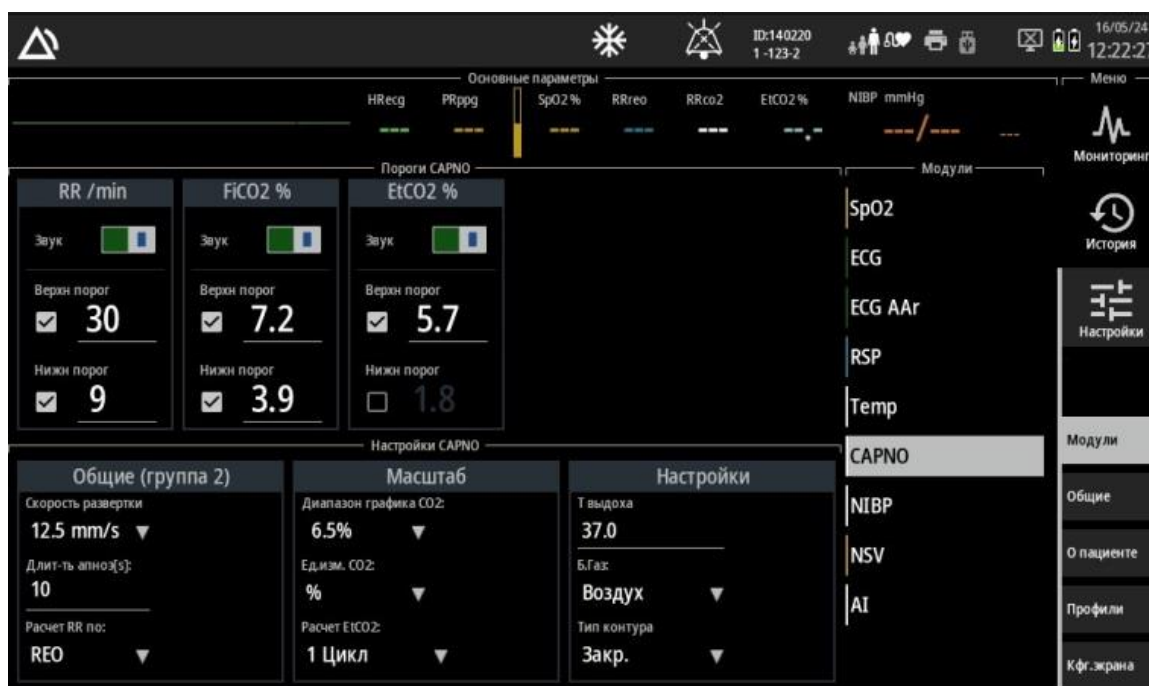 ID:140220
1 -123-2
16/05/24
12:22:27
Основные параметры
Меню
HRecg PRppg SpO2% RRreo RRco2 EtCO2% NIBP mmHg
--- --- --- --- --- --.- ---/--- ---
Мониторинг
Пороги CAPNO
Модули
RR /min FiCO2 % EtCO2 %
SpO2
Звук Звук Звук
История
ECG
Верхн порог Верхн порог Верхн порог
30 7.2 5.7
ECG AAr
Настройки
RSP
Нижн порог Нижн порог Нижн порог
9 3.9 1.8
Temp
Настройки CAPNO
CAPNO
Модули
Общие (группа 2) Масштаб Настройки
Скорость развертки Диапазон графика CO2: T выдоха
12.5 mm/s 6.5% 37.0
NIBP
Общие
Длит-ть апноэ[s]: Ед.изм. CO2: Б.Газ:
10 % Воздух
NSV
О пациенте
AI
Профили
Расчет RR по: Расчет EtCO2: Тип контура
REO 1 Цикл Закр.
Кфг.экрана